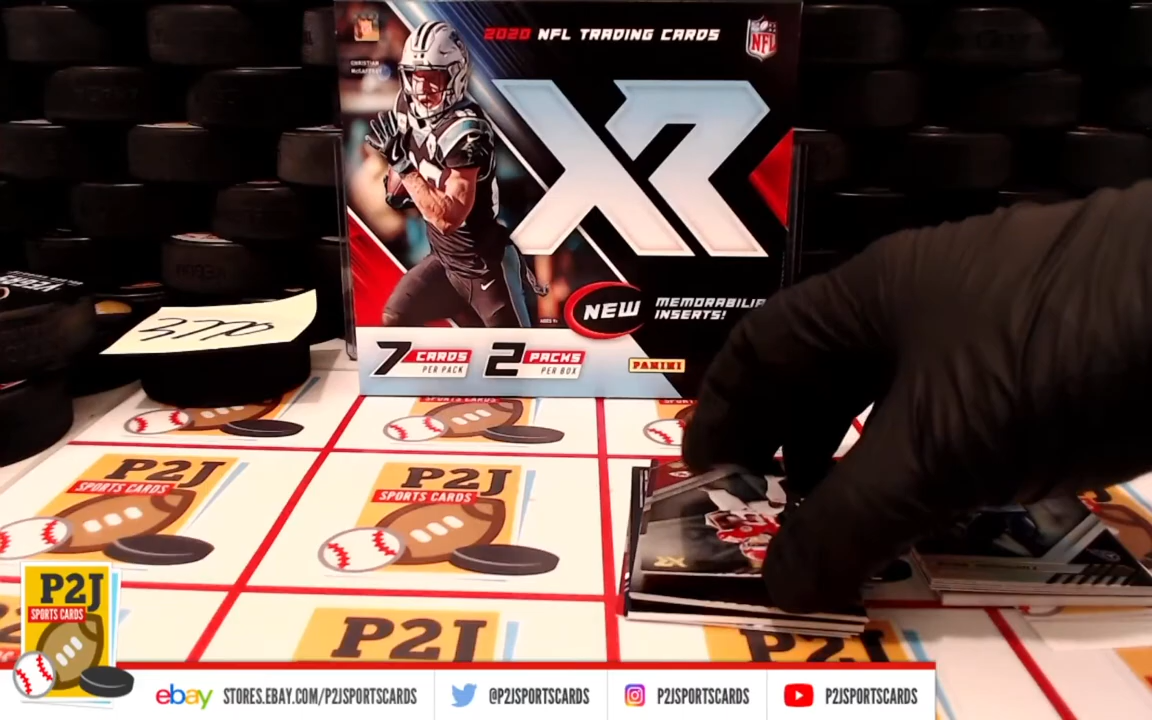 2020 NFL TRADING CARDS
NFL
CHRISTIAN
McCAFFREY
XR
NEW
MEMORABILIA
INSERTS!
7 CARDS
PER PACK
2 PACKS
PER BOX
PANINI
3770
P2J
SPORTS CARDS
P2J
SPORTS CARDS
XR
P2J
SPORTS CARDS
P2J
P2J
ebay STORES.EBAY.COM/P2JSPORTSCARDS
@P2JSPORTSCARDS
P2JSPORTSCARDS
P2JSPORTSCARDS